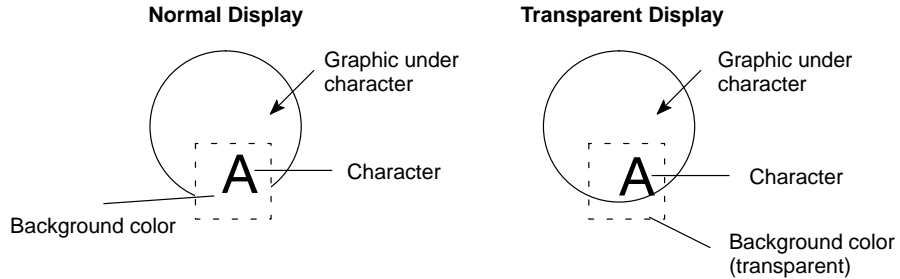 Normal Display
Graphic under
character
A
Character
Background color
Transparent Display
Graphic under
character
A
Character
Background color
(transparent)